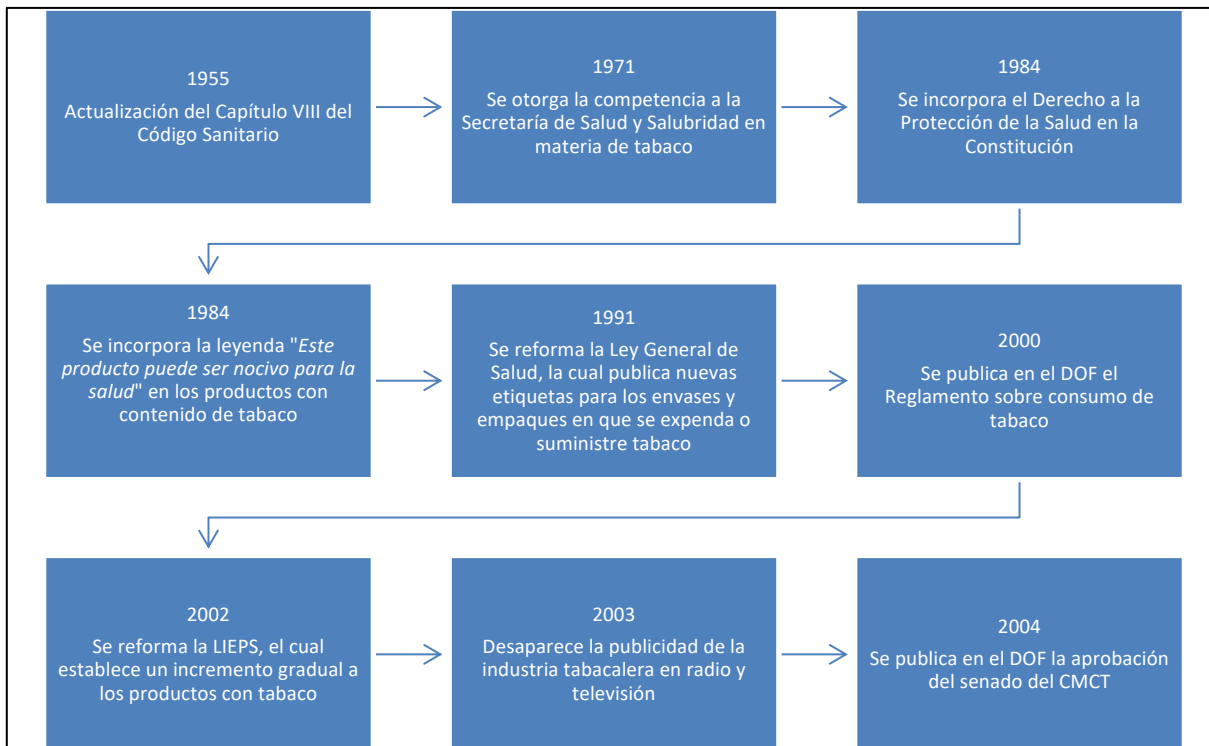 1955
Actualización del Capítulo VIII del
Código Sanitario
1971
Se otorga la competencia a la
Secretaría de Salud y Salubridad en
materia de tabaco
1984
Se incorpora el Derecho a la
Protección de la Salud en la
Constitución
1984
Se incorpora la leyenda "Este
producto puede ser nocivo para la
salud" en los productos con
contenido de tabaco
1991
Se reforma la Ley General de
Salud, la cual publica nuevas
etiquetas para los envases y
empaques en que se expenda o
suministre tabaco
2000
Se publica en el DOF el
Reglamento sobre consumo de
tabaco
2002
Se reforma la LIEPS, el cual
establece un incremento gradual a
los productos con tabaco
2003
Desaparece la publicidad de la
industria tabacalera en radio y
televisión
2004
Se publica en el DOF la aprobación
del senado del CMCT